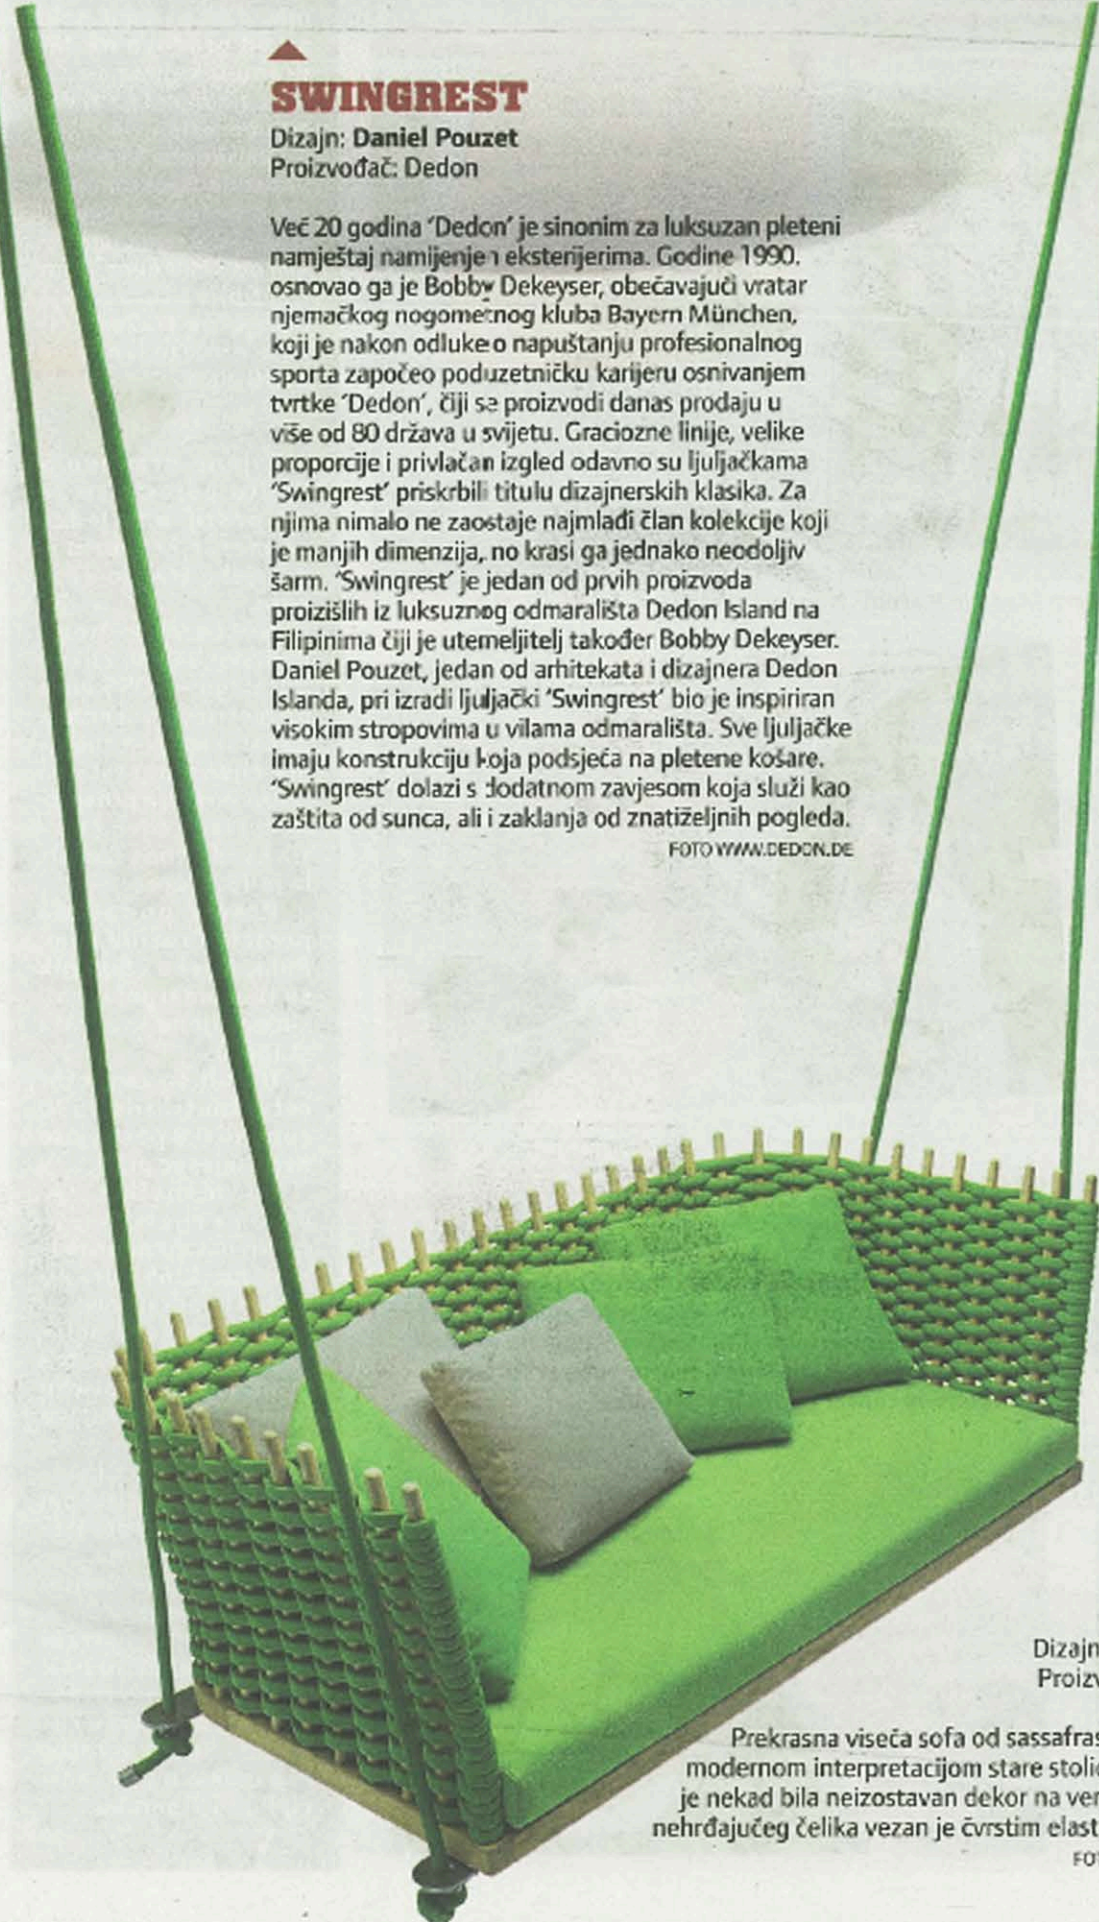 SWINGREST
Dizajn: Daniel Pouzet
Proizvođač: Dedon
Već 20 godina ‘Dedon’ je sinonim za luksuzan pleteni
namještaj namijenjen eksterijerima. Godine 1990.
osnovao ga je Bobby Dekeyser, obećavajući vratar
njemačkog nogometnog kluba Bayern München,
koji je nakon odluke o napuštanju profesionalnog
sporta započeo poduzetničku karijeru osnivanjem
tvrtke ‘Dedon’, čiji se proizvodi danas prodaju u
više od 80 država u svijetu. Graciozne linije, velike
proporcije i privlačan izgled odavno su ljuljačkama
‘Swingrest’ priskrbili titulu dizajnerskih klasika. Za
njima nimalo ne zaostaje najmlađi član kolekcije koji
je manjih dimenzija, no krasi ga jednako neodoljiv
šarm. ‘Swingrest’ je jedan od prvih proizvoda
proizišlih iz luksuznog odmarališta Dedon Island na
Filipinima čiji je utemeljitelj također Bobby Dekeyser.
Daniel Pouzet, jedan od arhitekata i dizajnera Dedon
Islanda, pri izradi ljuljački ‘Swingrest’ bio je inspiriran
visokim stropovima u vilama odmarališta. Sve ljuljačke
imaju konstrukciju koja podsjeća na pletene košare.
‘Swingrest’ dolazi s dodatnom zavjesom koja služi kao
zaštita od sunca, ali i zaklanja od znatiželjnih pogleda.
FOTO WWW.DEDON.DE
Dizajn
Proizv
Prekrasna viseća sofa od sassafras
modernom interpretacijom stare stolic
je nekad bila neizostavan dekor na ver
nehrđajućeg čelika vezan je čvrstim elast
FOT